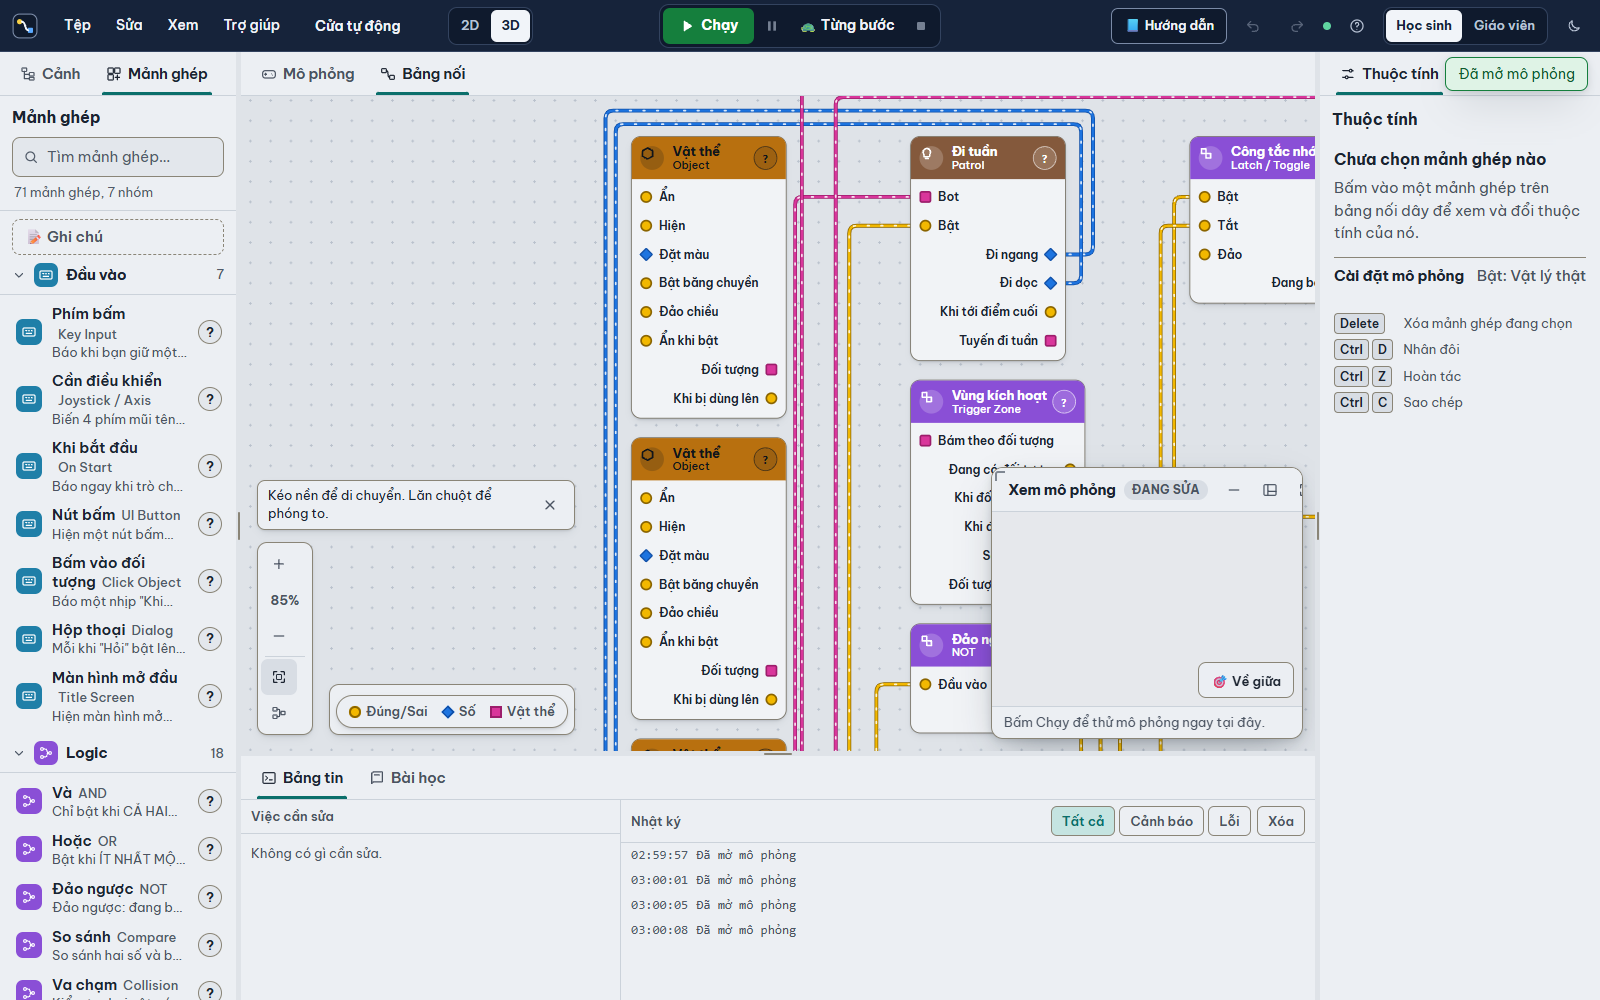 Tệp Sửa Xem Trợ giúp Cửa tự động 2D 3D Chạy Từng bước Hướng dẫn Học sinh Giáo viên
Cảnh Mảnh ghép
Mảnh ghép
Tìm mảnh ghép...
71 mảnh ghép, 7 nhóm
Ghi chú
Đầu vào 7
Phím bấm
Key Input
Báo khi bạn giữ một...
?
Cần điều khiển
Joystick / Axis
Biến 4 phím mũi tên...
?
Khi bắt đầu
On Start
Báo ngay khi trò ch...
?
Nút bấm UI Button
Hiện một nút bấm...
?
Bấm vào đối
tượng Click Object
Báo một nhịp "Khi...
?
Hộp thoại Dialog
Mỗi khi "Hỏi" bật lên...
?
Màn hình mở đầu
Title Screen
Hiện màn hình mở...
?
Logic 18
Và AND
Chỉ bật khi CẢ HAI...
?
Hoặc OR
Bật khi ÍT NHẤT MỘ...
?
Đảo ngược NOT
Đảo ngược: đang b...
?
So sánh Compare
So sánh hai số và b...
?
Va chạm Collision
?
Mô phỏng Bảng nối
Vật thể
Object
?
Ẩn
Hiện
Đặt màu
Bật băng chuyền
Đảo chiều
Ẩn khi bật
Đối tượng
Khi bị dùng lên
Vật thể
Object
?
Ẩn
Hiện
Đặt màu
Bật băng chuyền
Đảo chiều
Ẩn khi bật
Đối tượng
Khi bị dùng lên
Đi tuần
Patrol
?
Bot
Bật
Đi ngang
Đi dọc
Khi tới điểm cuối
Tuyến đi tuần
Vùng kích hoạt
Trigger Zone
?
Bám theo đối tượng
Đang có
Khi đố
Khi
S
Đối tượ
Đảo ng
NOT
Đầu vào
Công tắc nhớ
Latch / Toggle
Bật
Tắt
Đảo
Đang b
Kéo nền để di chuyển. Lăn chuột để
phóng to.
85%
Đúng/Sai Số Vật thể
Xem mô phỏng ĐANG SỬA
Về giữa
Bấm Chạy để thử mô phỏng ngay tại đây.
Bảng tin Bài học
Việc cần sửa
Không có gì cần sửa.
Nhật ký Tất cả Cảnh báo Lỗi Xóa
02:59:57 Đã mở mô phỏng
03:00:01 Đã mở mô phỏng
03:00:05 Đã mở mô phỏng
03:00:08 Đã mở mô phỏng
Thuộc tính Đã mở mô phỏng
Thuộc tính
Chưa chọn mảnh ghép nào
Bấm vào một mảnh ghép trên
bảng nối dây để xem và đổi thuộc
tính của nó.
Cài đặt mô phỏng Bật: Vật lý thật
Delete Xóa mảnh ghép đang chọn
Ctrl D Nhân đôi
Ctrl Z Hoàn tác
Ctrl C Sao chép